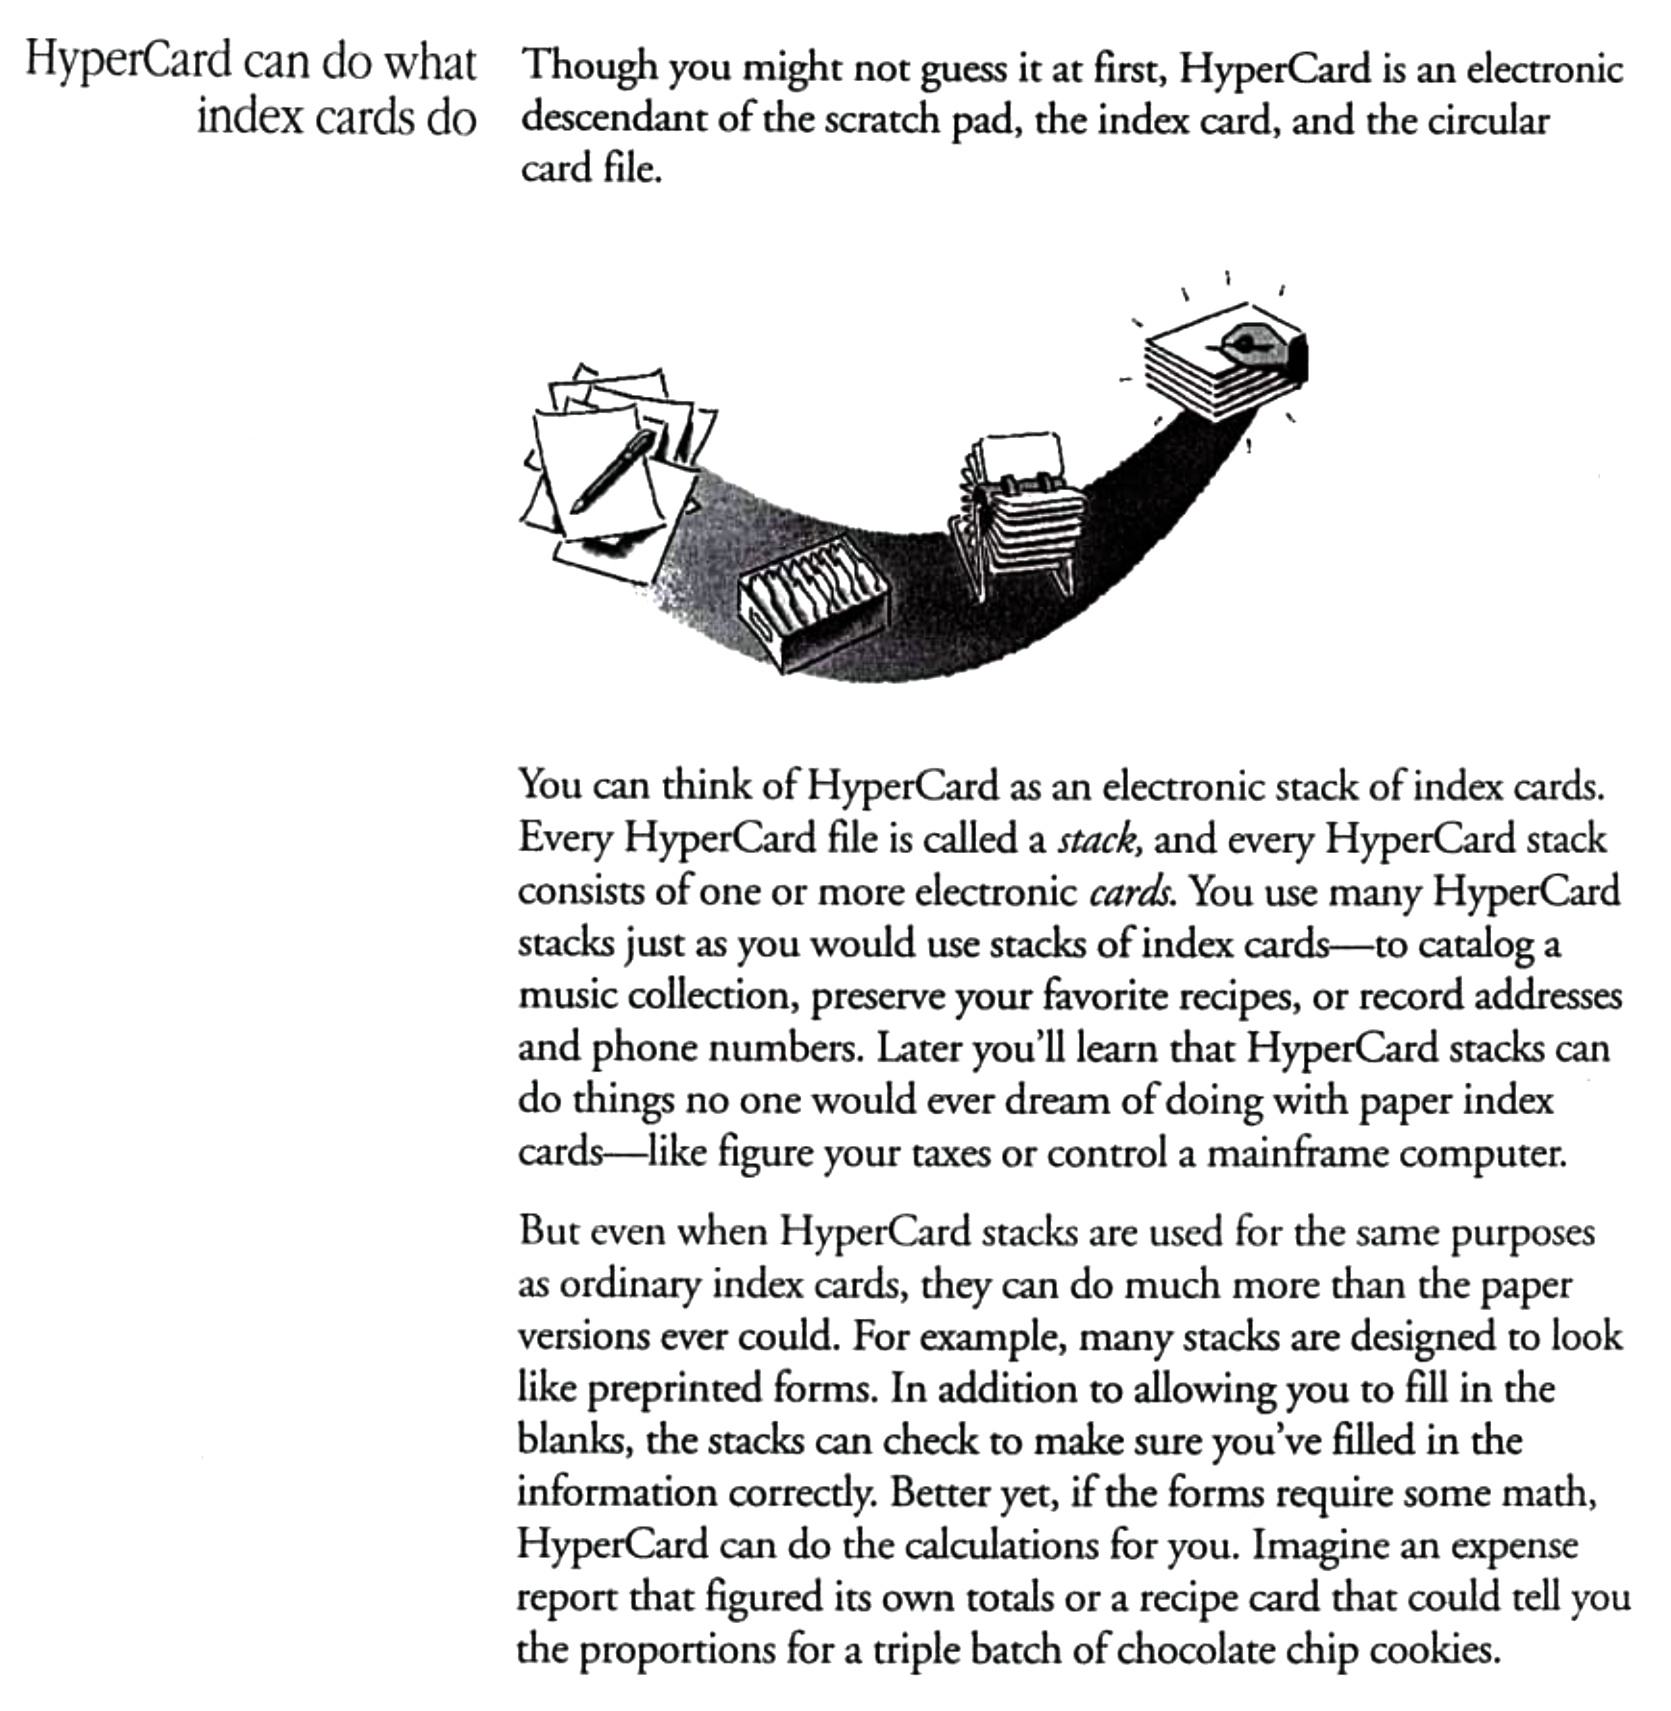 HyperCard can do what
index cards do
Though you might not guess it at first, HyperCard is an electronic
descendant of the scratch pad, the index card, and the circular
card file.
You can think of HyperCard as an electronic stack of index cards.
Every HyperCard file is called a stack, and every HyperCard stack
consists of one or more electronic cards. You use many HyperCard
stacks just as you would use stacks of index cards—to catalog a
music collection, preserve your favorite recipes, or record addresses
and phone numbers. Later you'll learn that HyperCard stacks can
do things no one would ever dream of doing with paper index
cards—like figure your taxes or control a mainframe computer.
But even when HyperCard stacks are used for the same purposes
as ordinary index cards, they can do much more than the paper
versions ever could. For example, many stacks are designed to look
like preprinted forms. In addition to allowing you to fill in the
blanks, the stacks can check to make sure you've filled in the
information correctly. Better yet, if the forms require some math,
HyperCard can do the calculations for you. Imagine an expense
report that figured its own totals or a recipe card that could tell you
the proportions for a triple batch of chocolate chip cookies.